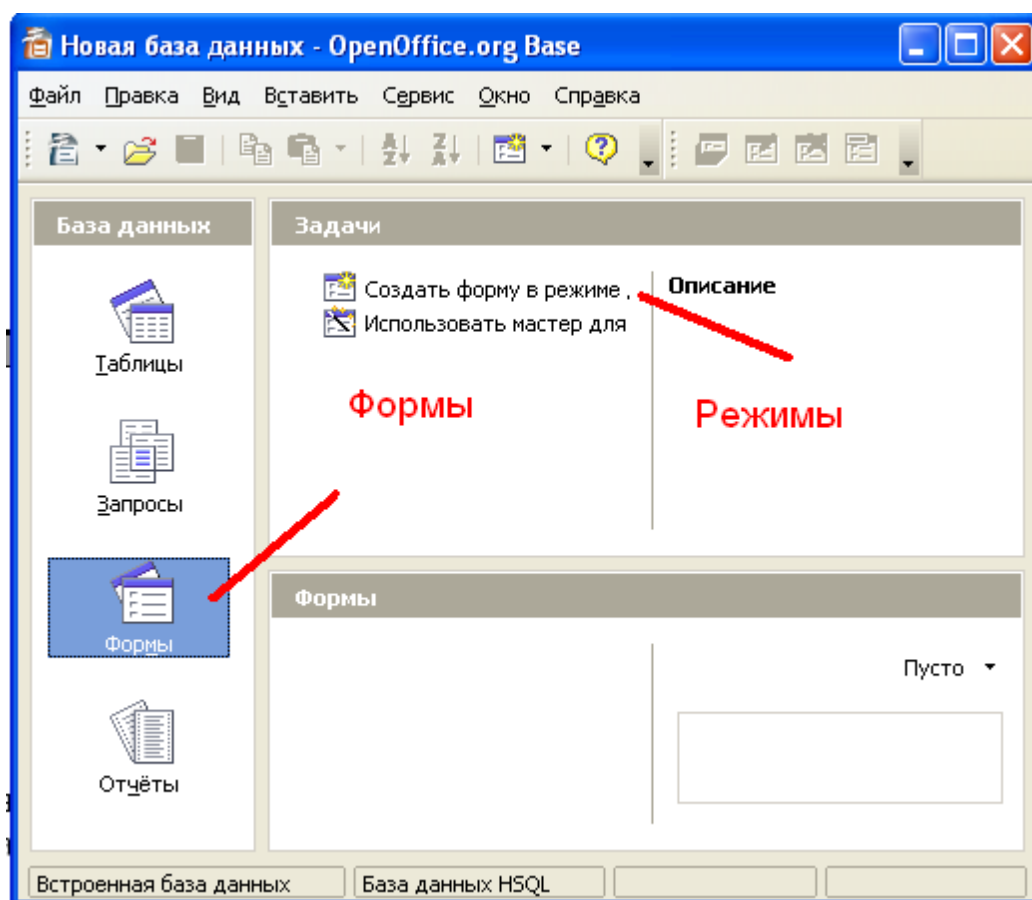 Новая база данных - OpenOffice.org Base
Файл Правка Вид Вставить Сервис Окно Справка
База данных
Задачи
Создать форму в режиме .
Использовать мастер для
Описание
Таблицы
Формы
Режимы
Запросы
Формы
Формы
Пусто
Отчёты
Встроенная база данных
База данных HSQL